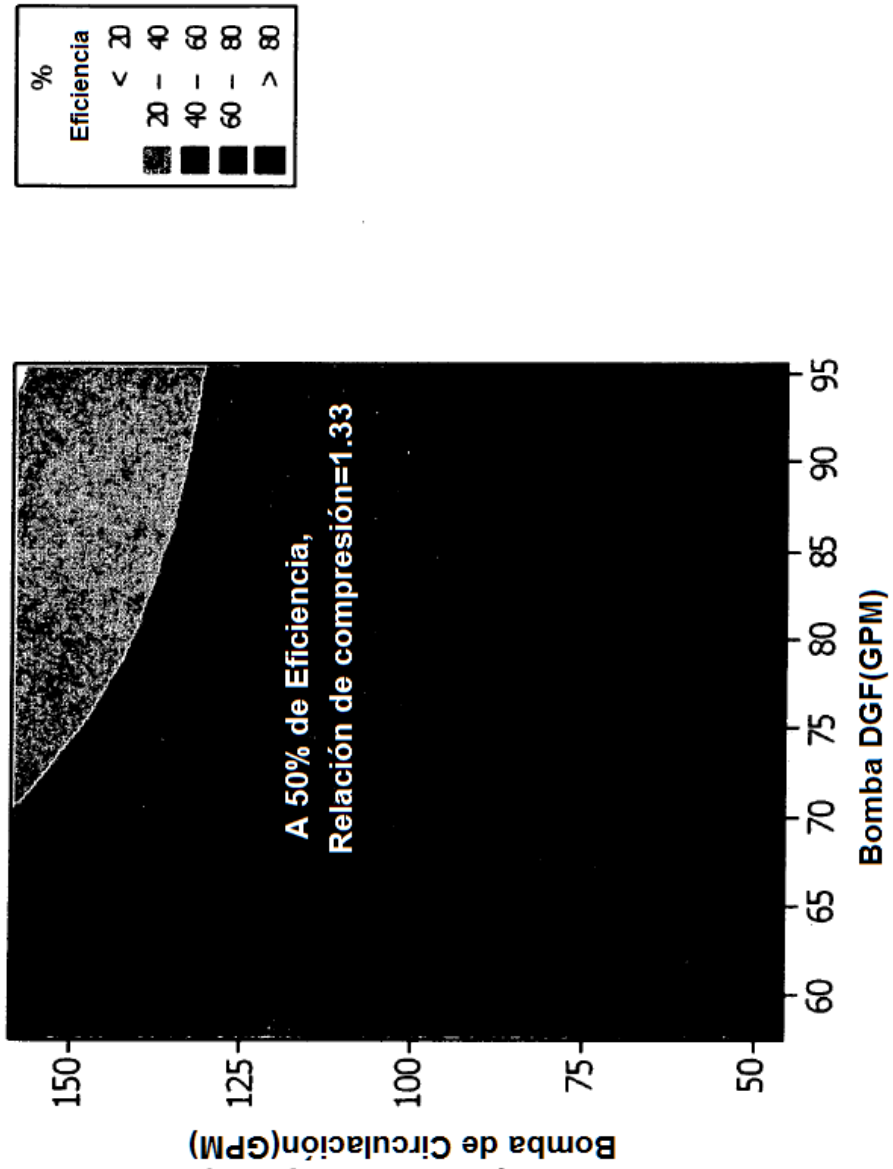 %
Eficiencia
< 20
20 – 40
40 – 60
60 – 80
> 80
A 50% de Eficiencia,
Relación de compresión=1.33
150
125
100
75
50
Bomba de Circulación(GPM)
60
65
70
75
80
85
90
95
Bomba DGF(GPM)